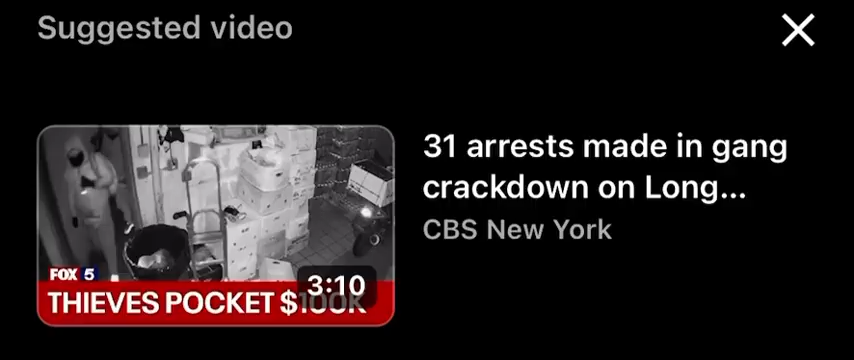 Suggested video
31 arrests made in gang
crackdown on Long...
CBS New York
FOX 5
3:10
THIEVES POCKET $100K